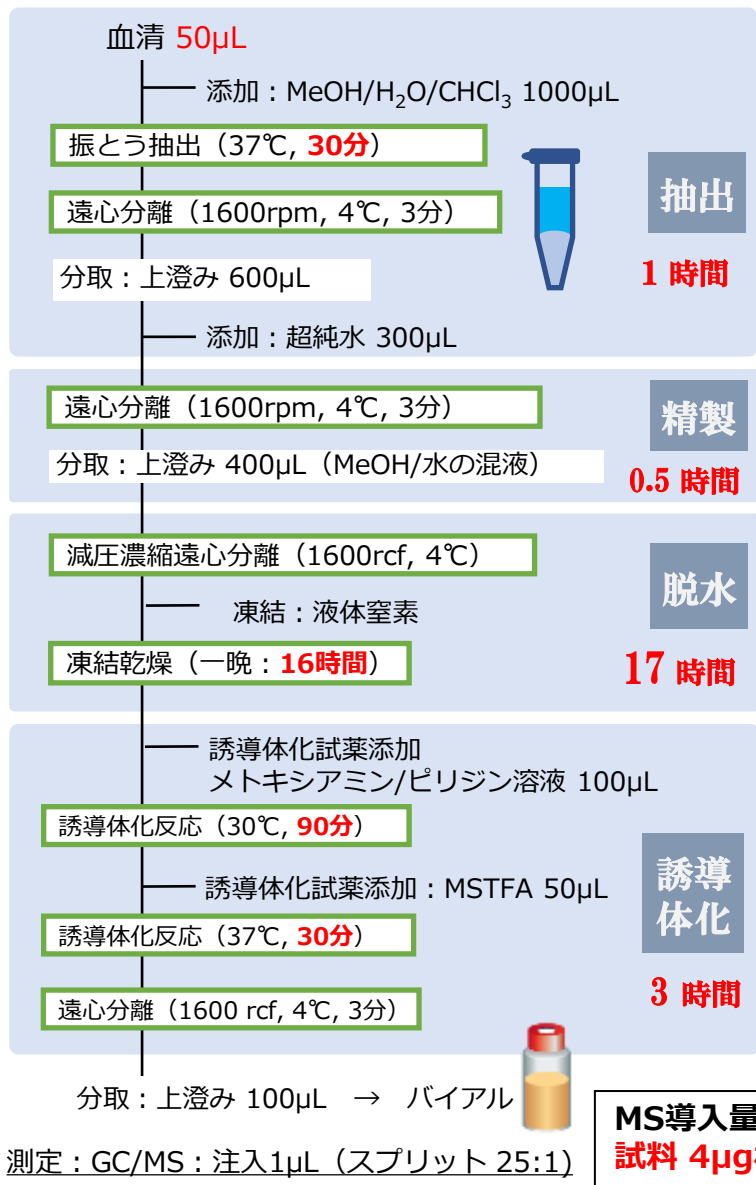 血清 50µL
添加：MeOH/H₂O/CHCl₃ 1000µL
振とう抽出（37℃, 30分）
抽出
遠心分離（1600rpm, 4℃, 3分）
1 時間
分取：上澄み 600µL
添加：超純水 300µL
遠心分離（1600rpm, 4℃, 3分）
精製
分取：上澄み 400µL（MeOH/水の混液）
0.5 時間
減圧濃縮遠心分離（1600rcf, 4℃）
脱水
凍結：液体窒素
凍結乾燥（一晩：16時間）
17 時間
誘導体化試薬添加
メトキシアミン/ピリジン溶液 100µL
誘導体化反応（30℃, 90分）
誘導
体化
誘導体化試薬添加：MSTFA 50µL
誘導体化反応（37℃, 30分）
3 時間
遠心分離（1600 rcf, 4℃, 3分）
分取：上澄み 100µL → バイアル
MS導入量
試料 4µg
測定：GC/MS：注入1µL（スプリット 25:1)